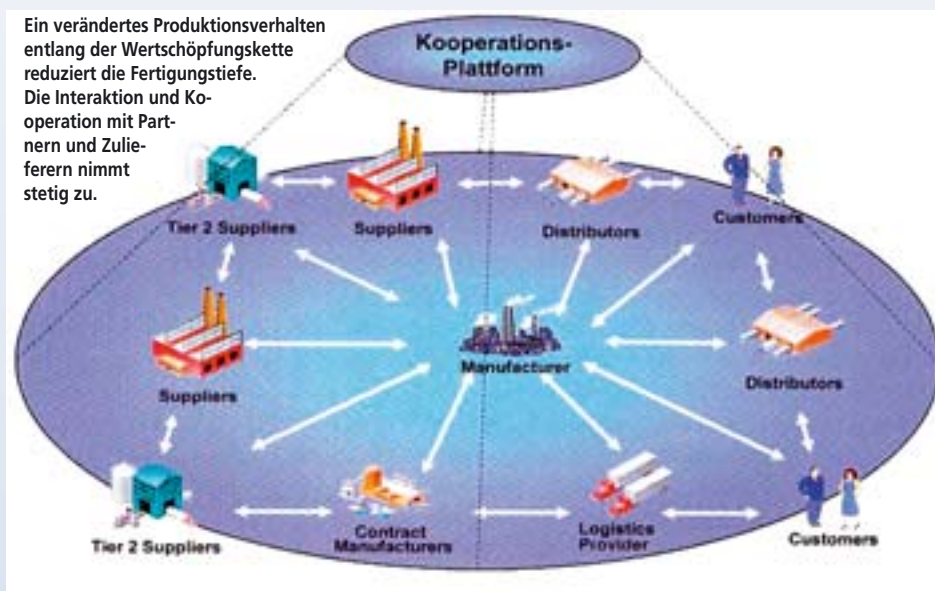 Ein verändertes Produktionsverhalten
entlang der Wertschöpfungskette
reduziert die Fertigungstiefe.
Die Interaktion und Ko-
operation mit Part-
nern und Zulie-
ferern nimmt
stetig zu.
Kooperations-
Plattform
Tier 2 Suppliers
Suppliers
Distributors
Customers
Suppliers
Manufacturer
Distributors
Tier 2 Suppliers
Contract
Manufacturers
Logistics
Provider
Customers